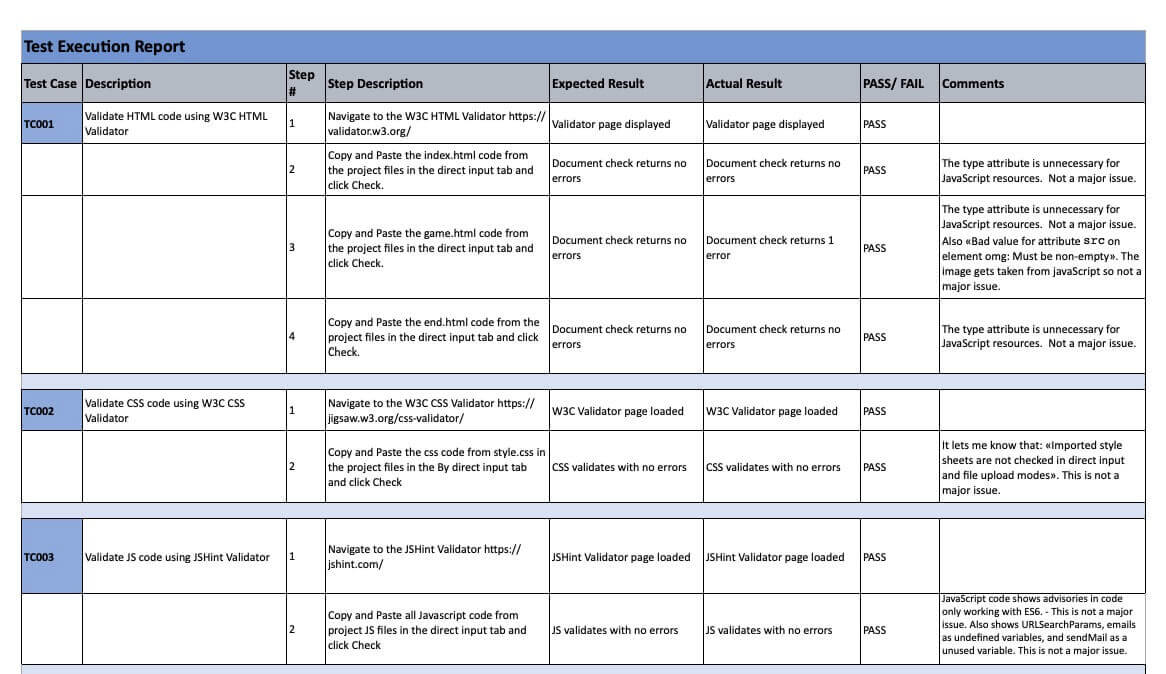 Test Execution Report
Test Case Description Step # Step Description Expected Result Actual Result PASS/ FAIL Comments
TC001
Validate HTML code using W3C HTML
Validator
1
Navigate to the W3C HTML Validator https://
validator.w3.org/
Validator page displayed
Validator page displayed
PASS
2
Copy and Paste the index.html code from
the project files in the direct input tab and
click Check.
Document check returns no
errors
Document check returns no
errors
PASS
The type attribute is unnecessary for
JavaScript resources. Not a major issue.
3
Copy and Paste the game.html code from
the project files in the direct input tab and
click Check.
Document check returns no
errors
Document check returns 1
error
PASS
The type attribute is unnecessary for
JavaScript resources. Not a major issue.
Also «Bad value for attribute src on
element omg: Must be non-empty». The
image gets taken from javaScript so not a
major issue.
4
Copy and Paste the end.html code from the
project files in the direct input tab and click
Check.
Document check returns no
errors
Document check returns no
errors
PASS
The type attribute is unnecessary for
JavaScript resources. Not a major issue.
TC002
Validate CSS code using W3C CSS
Validator
1
Navigate to the W3C CSS Validator https://
jigsaw.w3.org/css-validator/
W3C Validator page loaded
W3C Validator page loaded
PASS
2
Copy and Paste the css code from style.css in
the project files in the By direct input tab
and click Check
CSS validates with no errors
CSS validates with no errors
PASS
It lets me know that: «Imported style
sheets are not checked in direct input
and file upload modes». This is not a
major issue.
TC003
Validate JS code using JSHint Validator
1
Navigate to the JSHint Validator https://
jshint.com/
JSHint Validator page loaded
JSHint Validator page loaded
PASS
2
Copy and Paste all Javascript code from
project JS files in the direct input tab and
click Check
JS validates with no errors
JS validates with no errors
PASS
JavaScript code shows advisories in code
only working with ES6. - This is not a major
issue. Also shows URLSearchParams, emails
as undefined variables, and sendMail as a
unused variable. This is not a major issue.